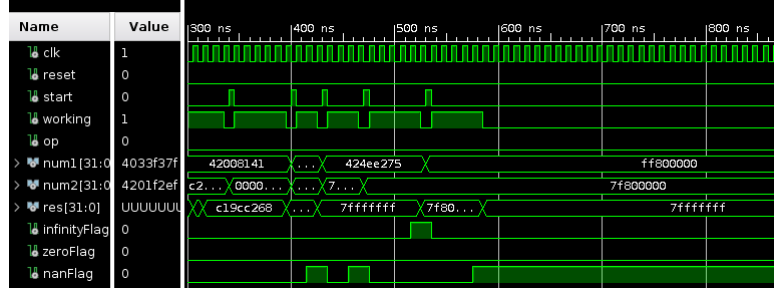 Name Value 300 ns 400 ns 500 ns 600 ns 700 ns 800 ns
clk 1
reset 0
start 0
working 1
op 0
num1[31:0 4033f37f 42008141 ... 424ee275 ff800000
num2[31:0 4201f2ef c2... 0000... ... 7... 7f800000
res[31:0] UUUUUUU c19cc268 ... 7fffffff 7f80... 7fffffff
infinityFlag 0
zeroFlag 0
nanFlag 0